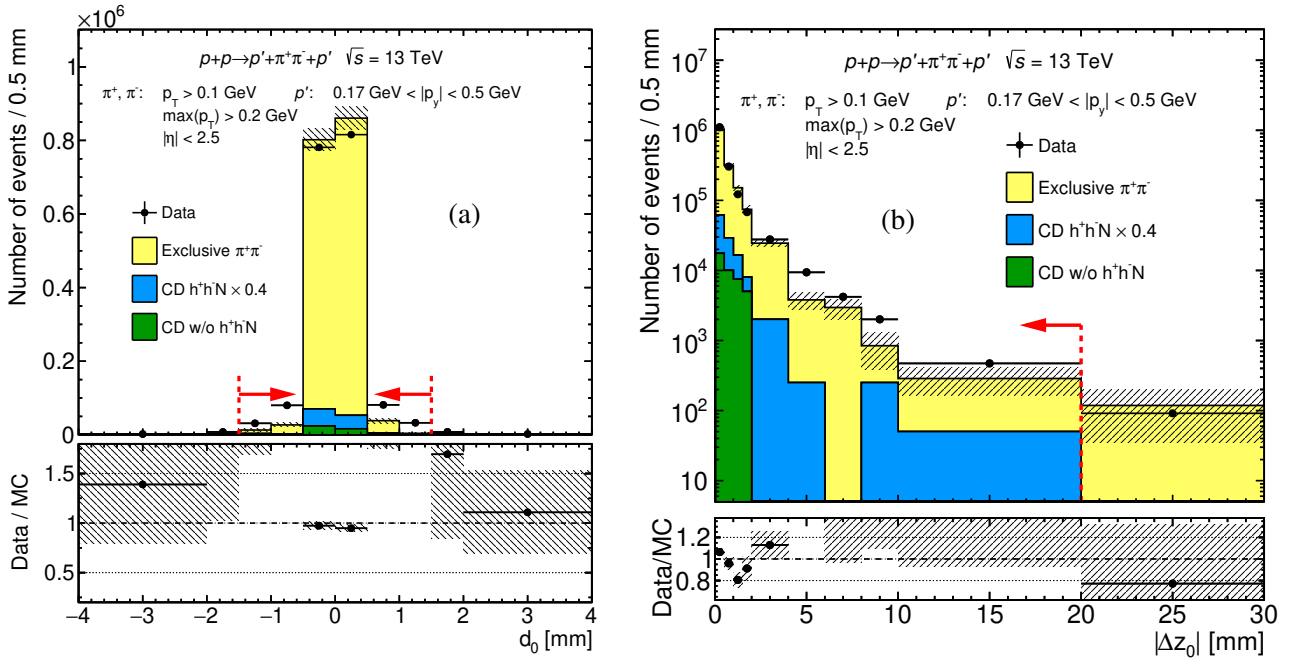 ×10⁶
p+p→p′+π⁺π⁻+p′ √s = 13 TeV
π⁺, π⁻: p_T > 0.1 GeV p′: 0.17 GeV < |p_y| < 0.5 GeV
max(p_T) > 0.2 GeV
|η| < 2.5
Data
Exclusive π⁺π⁻
CD h⁺h⁻N × 0.4
CD w/o h⁺h⁻N
(a)
Number of events / 0.5 mm
1
0.8
0.6
0.4
0.2
0
Data / MC
1.5
1
0.5
−4 −3 −2 −1 0 1 2 3 4
d₀ [mm]
p+p→p′+π⁺π⁻+p′ √s = 13 TeV
π⁺, π⁻: p_T > 0.1 GeV p′: 0.17 GeV < |p_y| < 0.5 GeV
max(p_T) > 0.2 GeV
|η| < 2.5
Data
Exclusive π⁺π⁻
CD h⁺h⁻N × 0.4
CD w/o h⁺h⁻N
(b)
Number of events / 0.5 mm
10⁷
10⁶
10⁵
10⁴
10³
10²
10
Data/MC
1.2
1
0.8
0 5 10 15 20 25 30
|Δz₀| [mm]